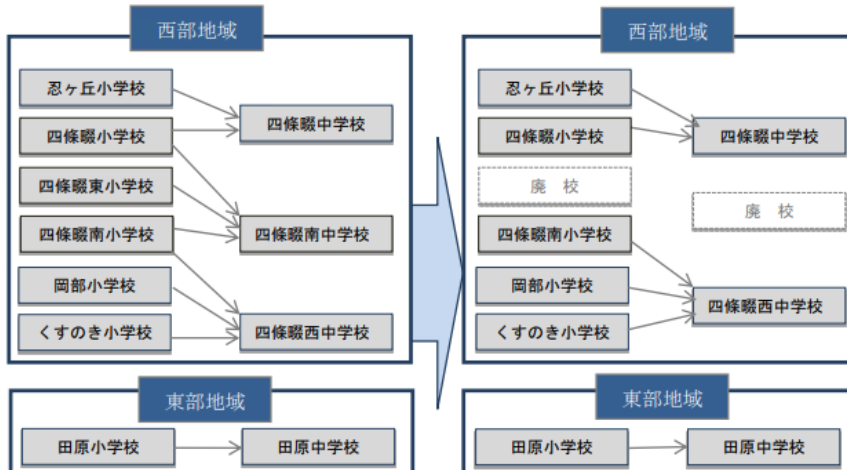 西部地域
忍ヶ丘小学校
四條畷小学校
四條畷東小学校
四條畷南小学校
岡部小学校
くすのき小学校
四條畷中学校
四條畷南中学校
四條畷西中学校
東部地域
田原小学校
田原中学校
西部地域
忍ヶ丘小学校
四條畷小学校
廃 校
四條畷南小学校
岡部小学校
くすのき小学校
四條畷中学校
廃 校
四條畷西中学校
東部地域
田原小学校
田原中学校